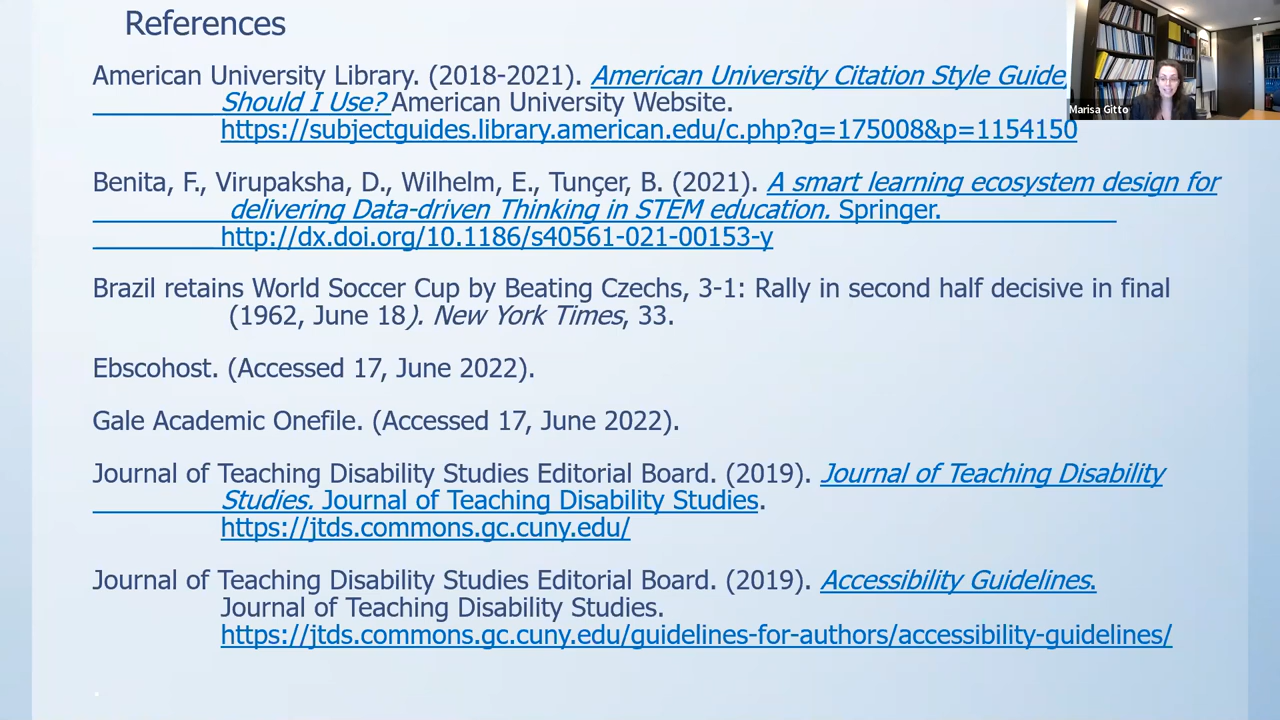 References
American University Library. (2018-2021). American University Citation Style Guide,
Should I Use? American University Website.
https://subjectguides.library.american.edu/c.php?g=175008&p=1154150
Marisa Gitto
Benita, F., Virupaksha, D., Wilhelm, E., Tunçer, B. (2021). A smart learning ecosystem design for
delivering Data-driven Thinking in STEM education. Springer.
http://dx.doi.org/10.1186/s40561-021-00153-y
Brazil retains World Soccer Cup by Beating Czechs, 3-1: Rally in second half decisive in final
(1962, June 18). New York Times, 33.
Ebscohost. (Accessed 17, June 2022).
Gale Academic Onefile. (Accessed 17, June 2022).
Journal of Teaching Disability Studies Editorial Board. (2019). Journal of Teaching Disability
Studies. Journal of Teaching Disability Studies.
https://jtds.commons.gc.cuny.edu/
Journal of Teaching Disability Studies Editorial Board. (2019). Accessibility Guidelines.
Journal of Teaching Disability Studies.
https://jtds.commons.gc.cuny.edu/guidelines-for-authors/accessibility-guidelines/